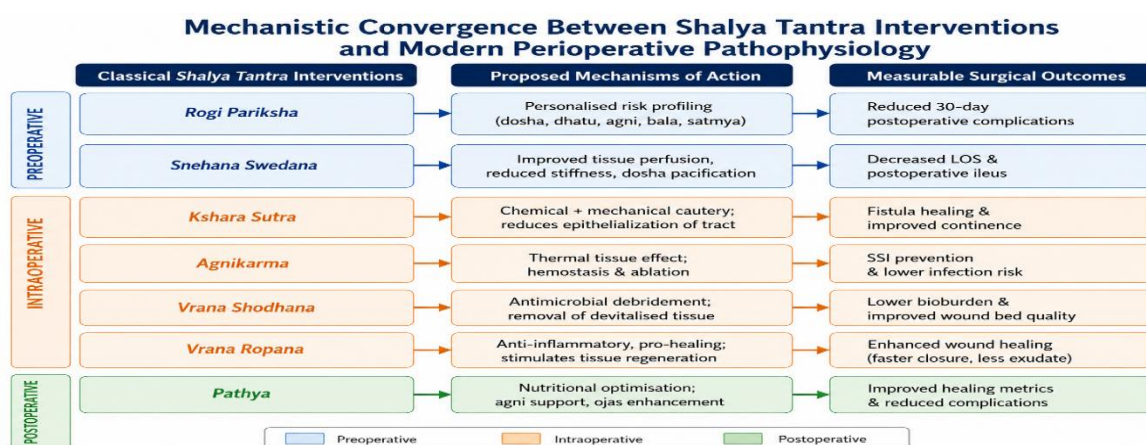 Mechanistic Convergence Between Shalya Tantra Interventions
and Modern Perioperative Pathophysiology
Classical Shalya Tantra Interventions
Proposed Mechanisms of Action
Measurable Surgical Outcomes
PREOPERATIVE
Rogi Pariksha
Personalised risk profiling
(dosha, dhatu, agni, bala, satmya)
Reduced 30-day
postoperative complications
Snehana Swedana
Improved tissue perfusion,
reduced stiffness, dosha pacification
Decreased LOS &
postoperative ileus
INTRAOPERATIVE
Kshara Sutra
Chemical + mechanical cautery;
reduces epithelialization of tract
Fistula healing &
improved continence
Agnikarma
Thermal tissue effect;
hemostasis & ablation
SSI prevention
& lower infection risk
Vrana Shodhana
Antimicrobial debridement;
removal of devitalised tissue
Lower bioburden &
improved wound bed quality
Vrana Ropana
Anti-inflammatory, pro-healing;
stimulates tissue regeneration
Enhanced wound healing
(faster closure, less exudate)
POSTOPERATIVE
Pathya
Nutritional optimisation;
agni support, ojas enhancement
Improved healing metrics
& reduced complications
Preoperative
Intraoperative
Postoperative